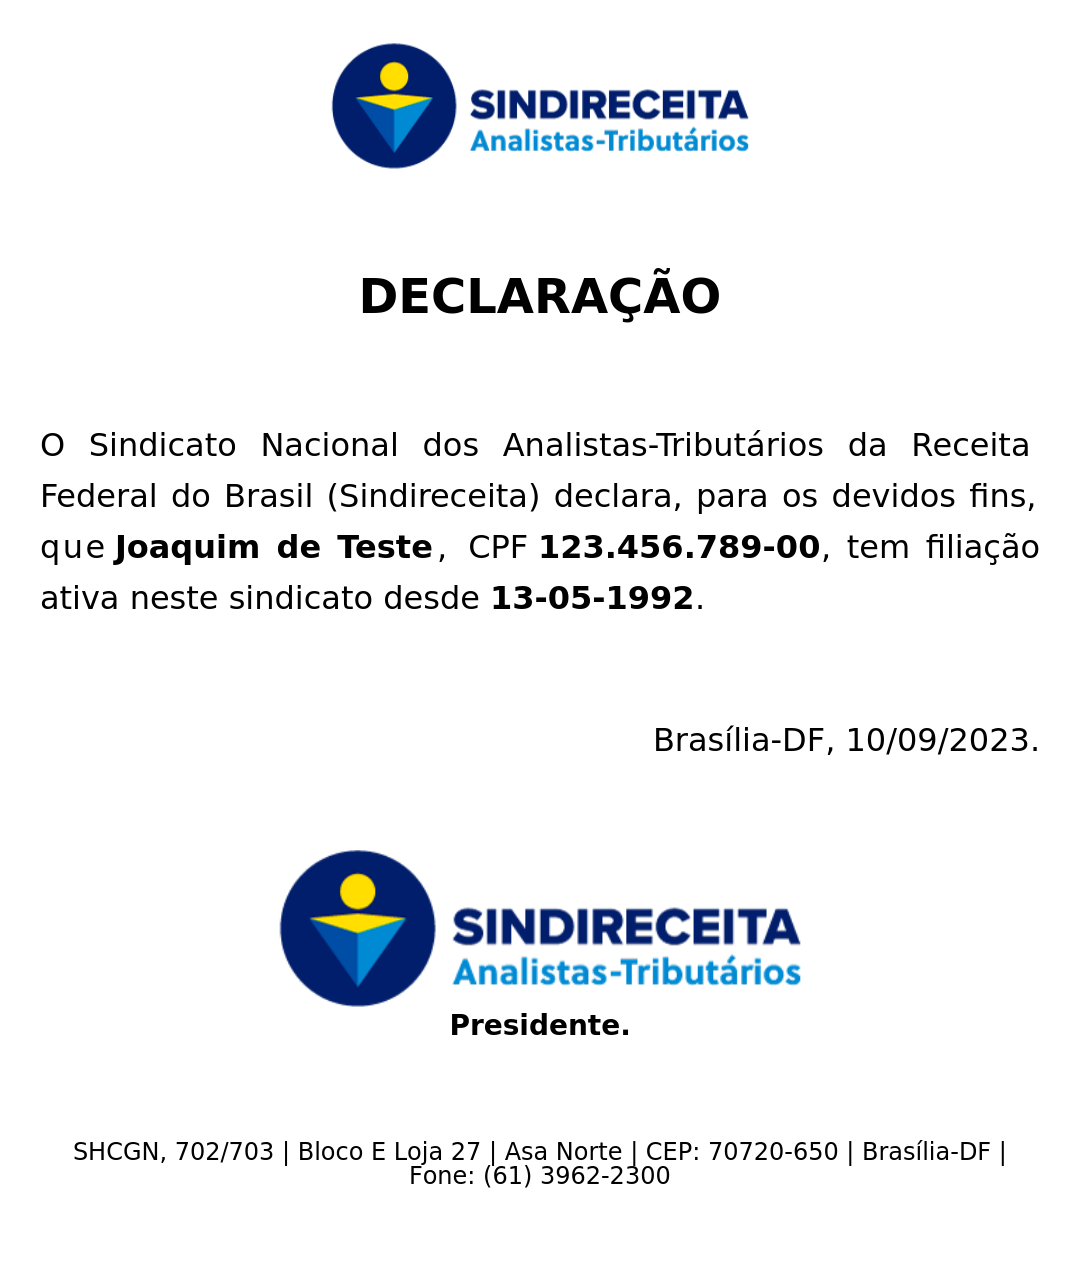 SINDIRECEITA
Analistas-Tributários
DECLARAÇÃO
O Sindicato Nacional dos Analistas-Tributários da Receita
Federal do Brasil (Sindireceita) declara, para os devidos fins,
que Joaquim de Teste, CPF 123.456.789-00, tem filiação
ativa neste sindicato desde 13-05-1992.
Brasília-DF, 10/09/2023.
SINDIRECEITA
Analistas-Tributários
Presidente.
SHCGN, 702/703 | Bloco E Loja 27 | Asa Norte | CEP: 70720-650 | Brasília-DF |
Fone: (61) 3962-2300